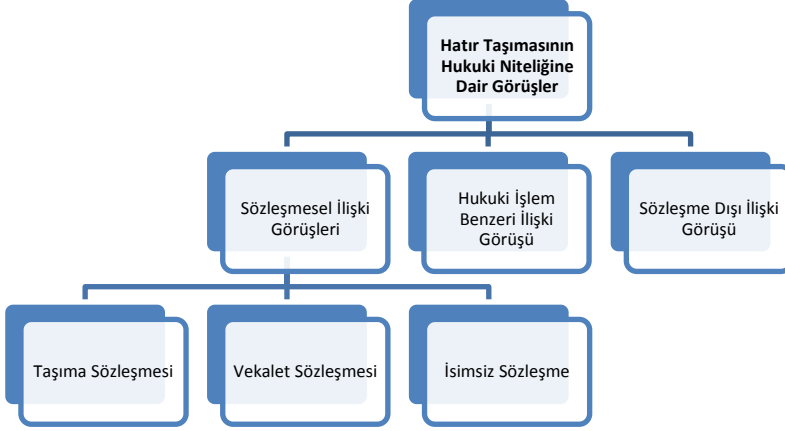 Hatır Taşımasının
Hukuki Niteliğine
Dair Görüşler
Sözleşmesel İlişki
Görüşleri
Hukuki İşlem
Benzeri İlişki
Görüşü
Sözleşme Dışı İlişki
Görüşü
Taşıma Sözleşmesi
Vekalet Sözleşmesi
İsimsiz Sözleşme